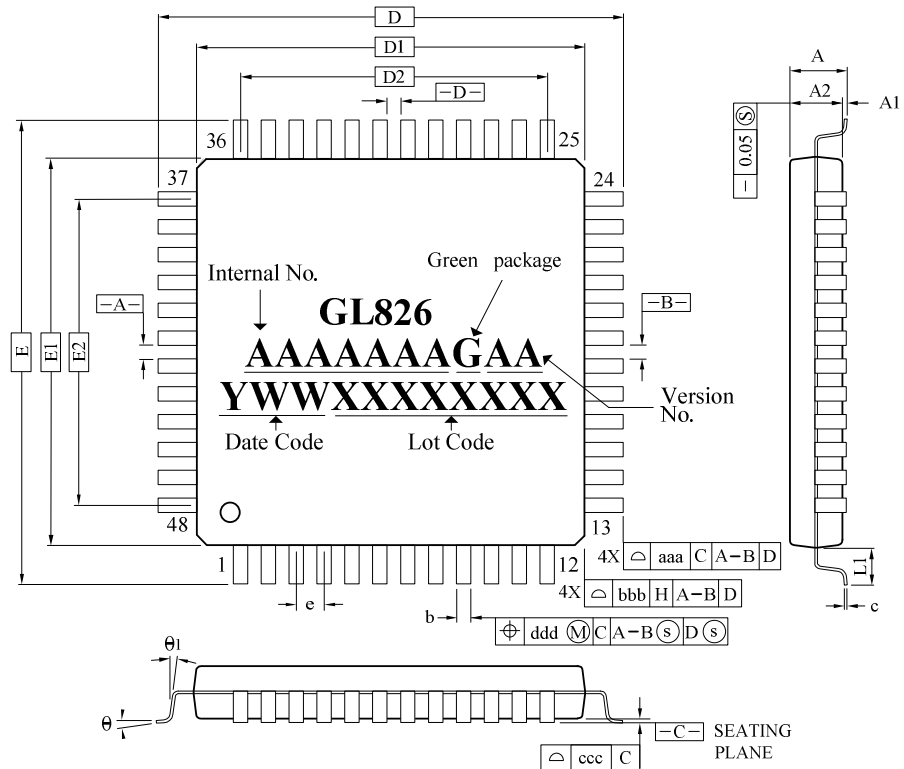 D
D1
D2
-D-
A
A2
A1
- 0.05 Ⓢ
36
25
37
24
Internal No.
Green package
GL826
-A-
-B-
AAAAAAAGAA
YWWXXXXXXXX
Version
No.
Date Code
Lot Code
E
E1
E2
48
13
1
12
4X ⌓ aaa C A-B D
4X ⌓ bbb H A-B D
e
b
⌖ ddd Ⓜ C A-B ⓢ D ⓢ
L1
c
θ1
θ
-C- SEATING
PLANE
⌓ ccc C